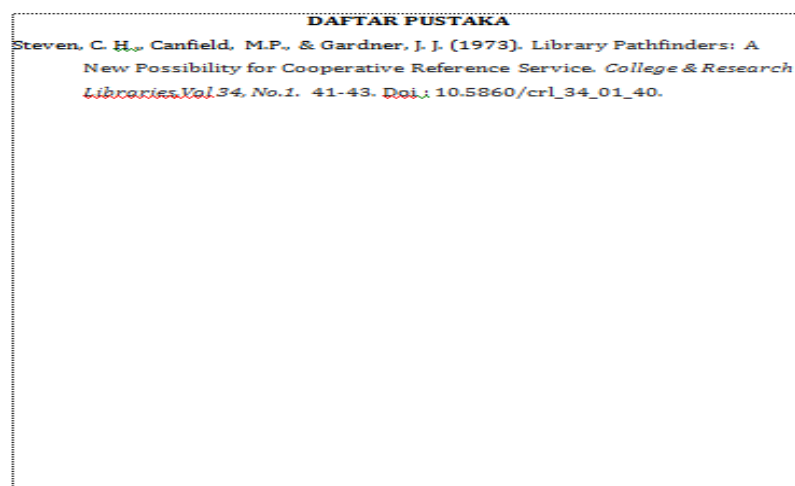 DAFTAR PUSTAKA
Steven, C. H., Canfield, M.P., & Gardner, J. J. (1973). Library Pathfinders: A
New Possibility for Cooperative Reference Service. College & Research
Libraries,Vol 34, No.1. 41-43. Doi : 10.5860/crl_34_01_40.